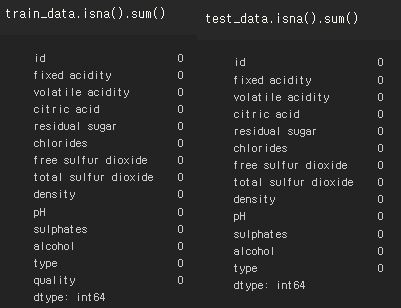 train_data.isna().sum()
id 0
fixed acidity 0
volatile acidity 0
citric acid 0
residual sugar 0
chlorides 0
free sulfur dioxide 0
total sulfur dioxide 0
density 0
pH 0
sulphates 0
alcohol 0
type 0
quality 0
dtype: int64
test_data.isna().sum()
id 0
fixed acidity 0
volatile acidity 0
citric acid 0
residual sugar 0
chlorides 0
free sulfur dioxide 0
total sulfur dioxide 0
density 0
pH 0
sulphates 0
alcohol 0
type 0
dtype: int64